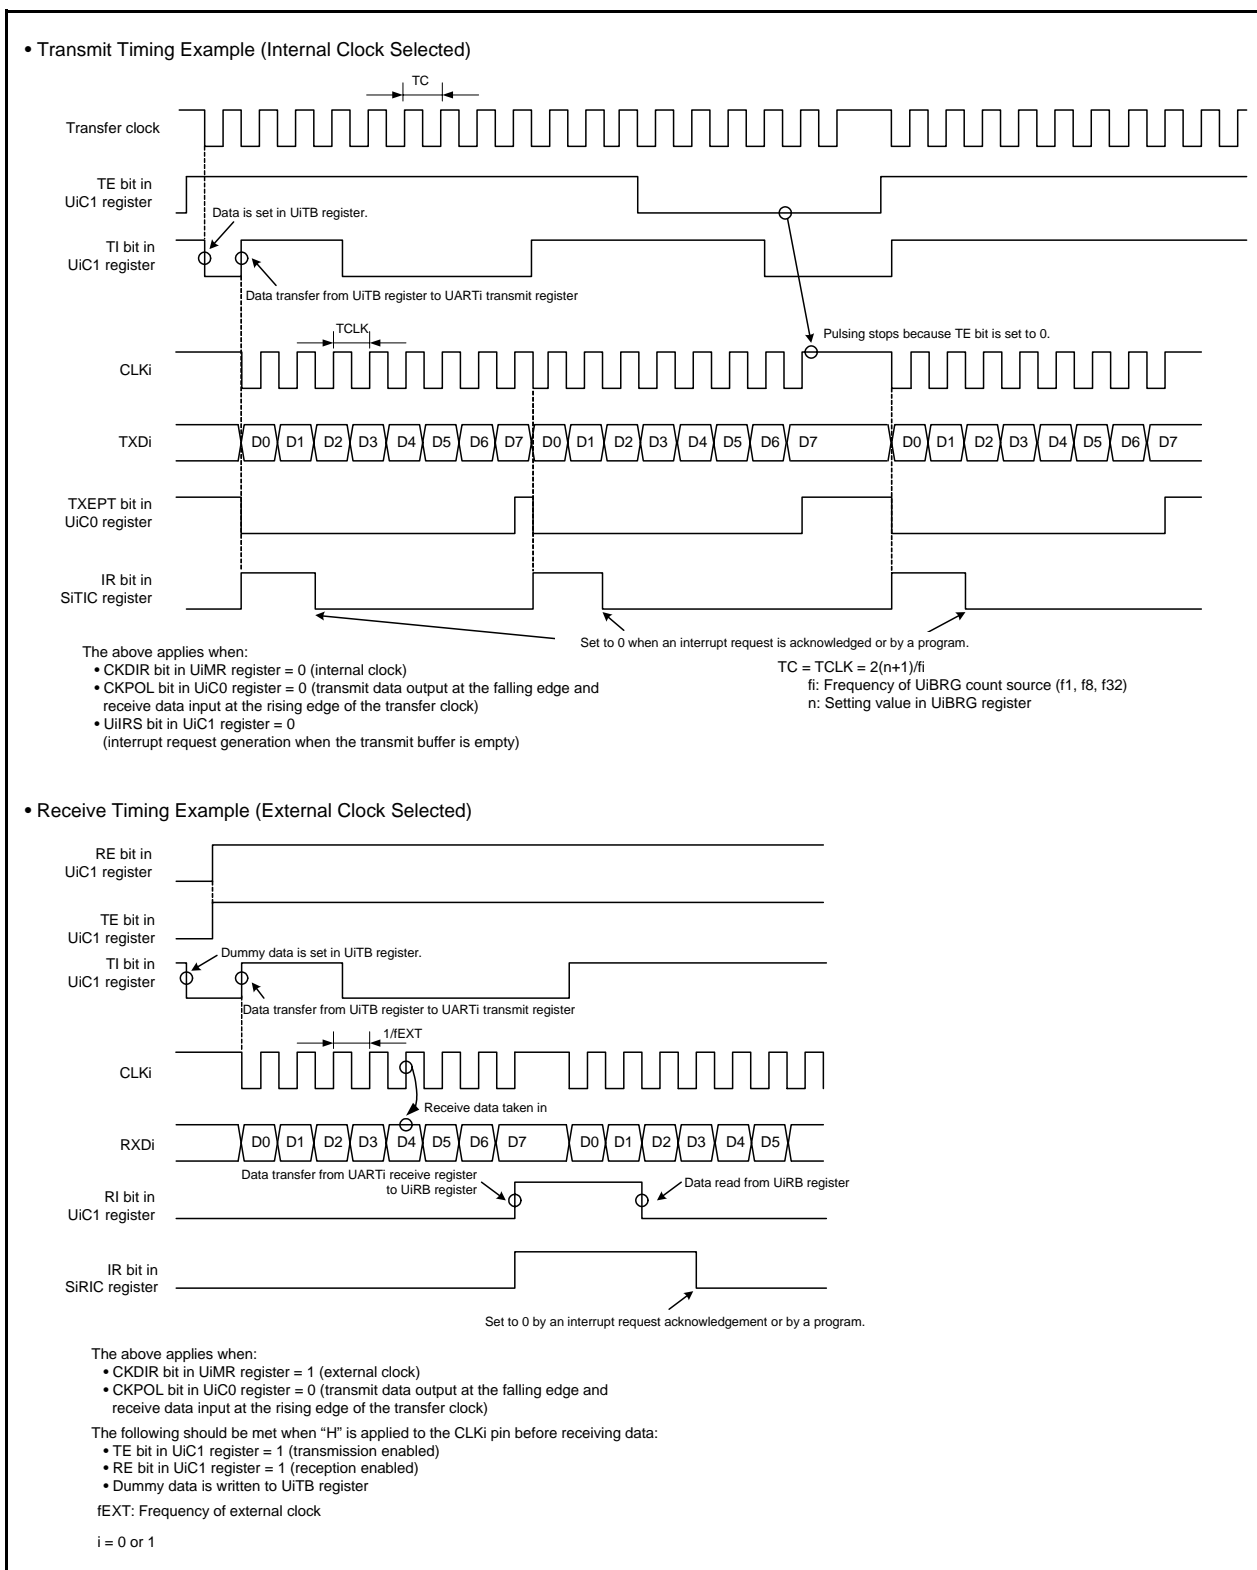 • Transmit Timing Example (Internal Clock Selected)
TC
Transfer clock
TE bit in
UiC1 register
Data is set in UiTB register.
TI bit in
UiC1 register
Data transfer from UiTB register to UARTi transmit register
TCLK
Pulsing stops because TE bit is set to 0.
CLKi
TXDi D0 D1 D2 D3 D4 D5 D6 D7 D0 D1 D2 D3 D4 D5 D6 D7 D0 D1 D2 D3 D4 D5 D6 D7
TXEPT bit in
UiC0 register
IR bit in
SiTIC register
Set to 0 when an interrupt request is acknowledged or by a program.
The above applies when:
• CKDIR bit in UiMR register = 0 (internal clock)
• CKPOL bit in UiC0 register = 0 (transmit data output at the falling edge and
receive data input at the rising edge of the transfer clock)
• UiIRS bit in UiC1 register = 0
(interrupt request generation when the transmit buffer is empty)
TC = TCLK = 2(n+1)/fi
fi: Frequency of UiBRG count source (f1, f8, f32)
n: Setting value in UiBRG register
• Receive Timing Example (External Clock Selected)
RE bit in
UiC1 register
TE bit in
UiC1 register
Dummy data is set in UiTB register.
TI bit in
UiC1 register
Data transfer from UiTB register to UARTi transmit register
1/fEXT
CLKi
Receive data taken in
RXDi D0 D1 D2 D3 D4 D5 D6 D7 D0 D1 D2 D3 D4 D5
Data transfer from UARTi receive register
to UiRB register
Data read from UiRB register
RI bit in
UiC1 register
IR bit in
SiRIC register
Set to 0 by an interrupt request acknowledgement or by a program.
The above applies when:
• CKDIR bit in UiMR register = 1 (external clock)
• CKPOL bit in UiC0 register = 0 (transmit data output at the falling edge and
receive data input at the rising edge of the transfer clock)
The following should be met when “H” is applied to the CLKi pin before receiving data:
• TE bit in UiC1 register = 1 (transmission enabled)
• RE bit in UiC1 register = 1 (reception enabled)
• Dummy data is written to UiTB register
fEXT: Frequency of external clock
i = 0 or 1